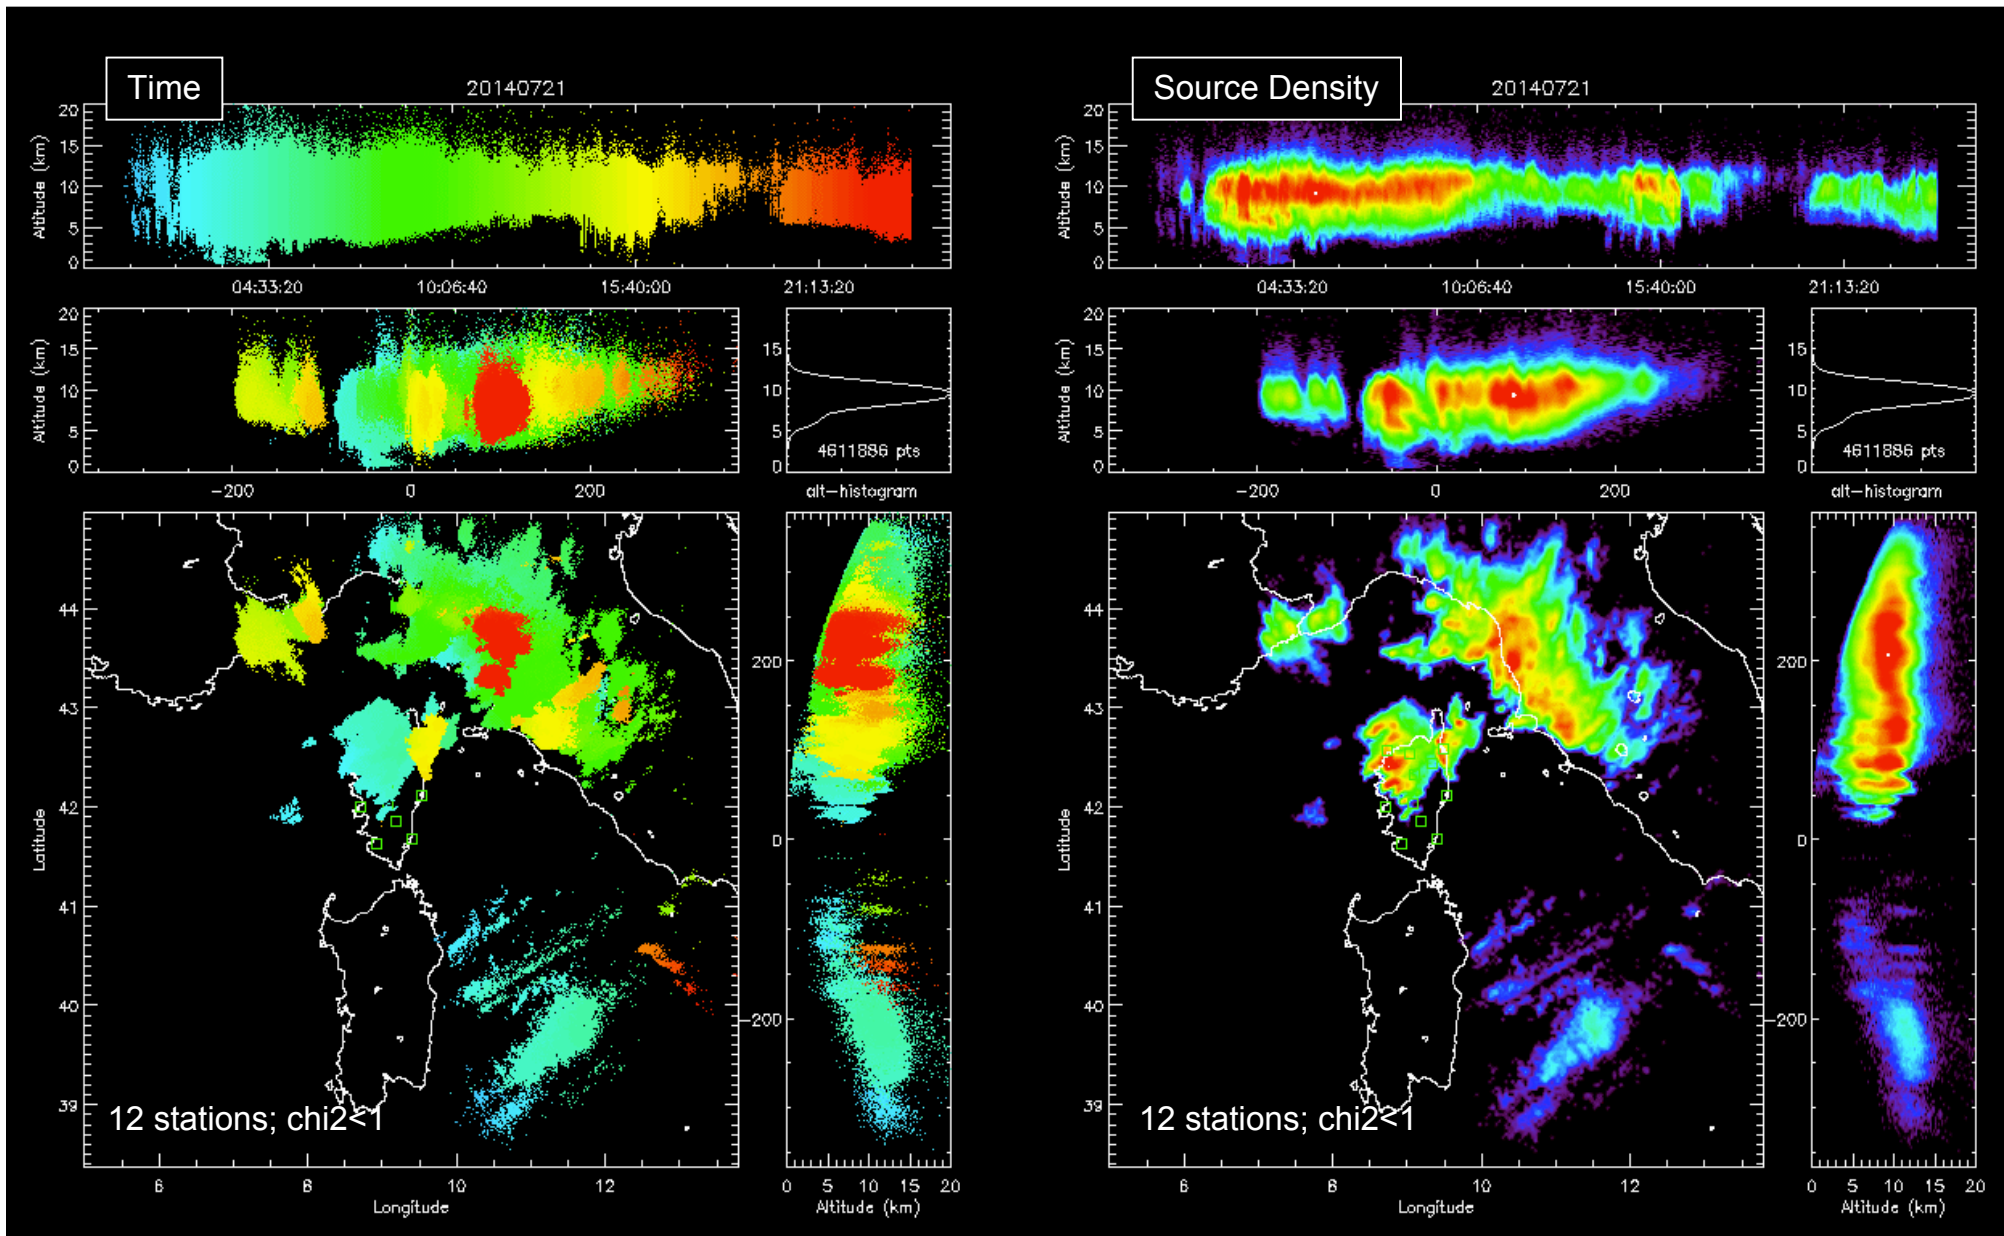 Time
20140721
Altitude (km)
20
15
10
5
0
04:33:20 10:06:40 15:40:00 21:13:20
Altitude (km)
20
15
10
5
0
-200 0 200
15
10
5
0
4611886 pts
alt-histogram
Latitude
44
43
42
41
40
39
6 8 10 12
Longitude
12 stations; chi2<1
200
0
-200
0 5 10 15 20
Altitude (km)
Source Density
20140721
Altitude (km)
20
15
10
5
0
04:33:20 10:06:40 15:40:00 21:13:20
Altitude (km)
20
15
10
5
0
-200 0 200
15
10
5
0
4611886 pts
alt-histogram
Latitude
44
43
42
41
40
39
6 8 10 12
Longitude
12 stations; chi2<1
200
0
-200
0 5 10 15 20
Altitude (km)